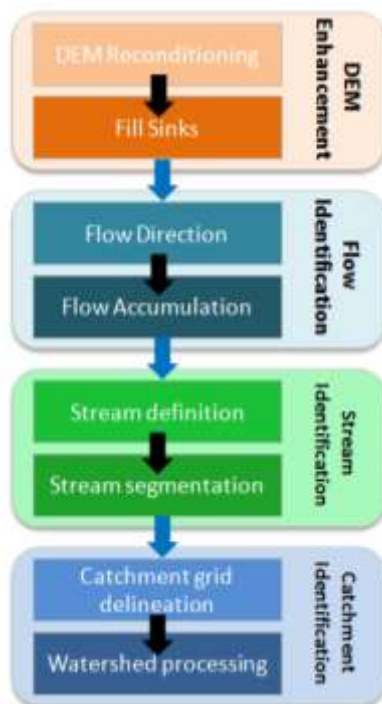 DEM Reconditioning
Fill Sinks
DEM
Enhancement
Flow Direction
Flow Accumulation
Flow
Identification
Stream definition
Stream segmentation
Stream
Identification
Catchment grid
delineation
Watershed processing
Catchment
Identification